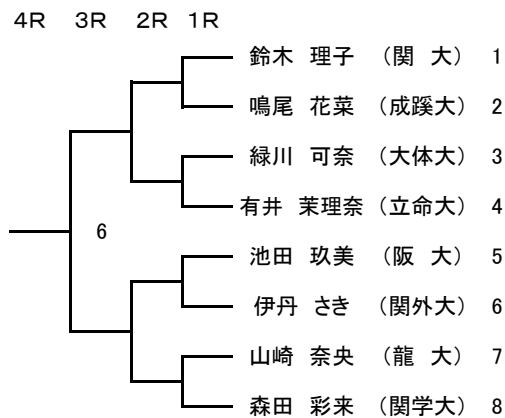 4R 3R 2R 1R
鈴木 理子 （関 大） 1
鳴尾 花菜 （成蹊大） 2
緑川 可奈 （大体大） 3
有井 茉理奈 （立命大） 4
6
池田 玖美 （阪 大） 5
伊丹 さき （関外大） 6
山崎 奈央 （龍 大） 7
森田 彩来 （関学大） 8